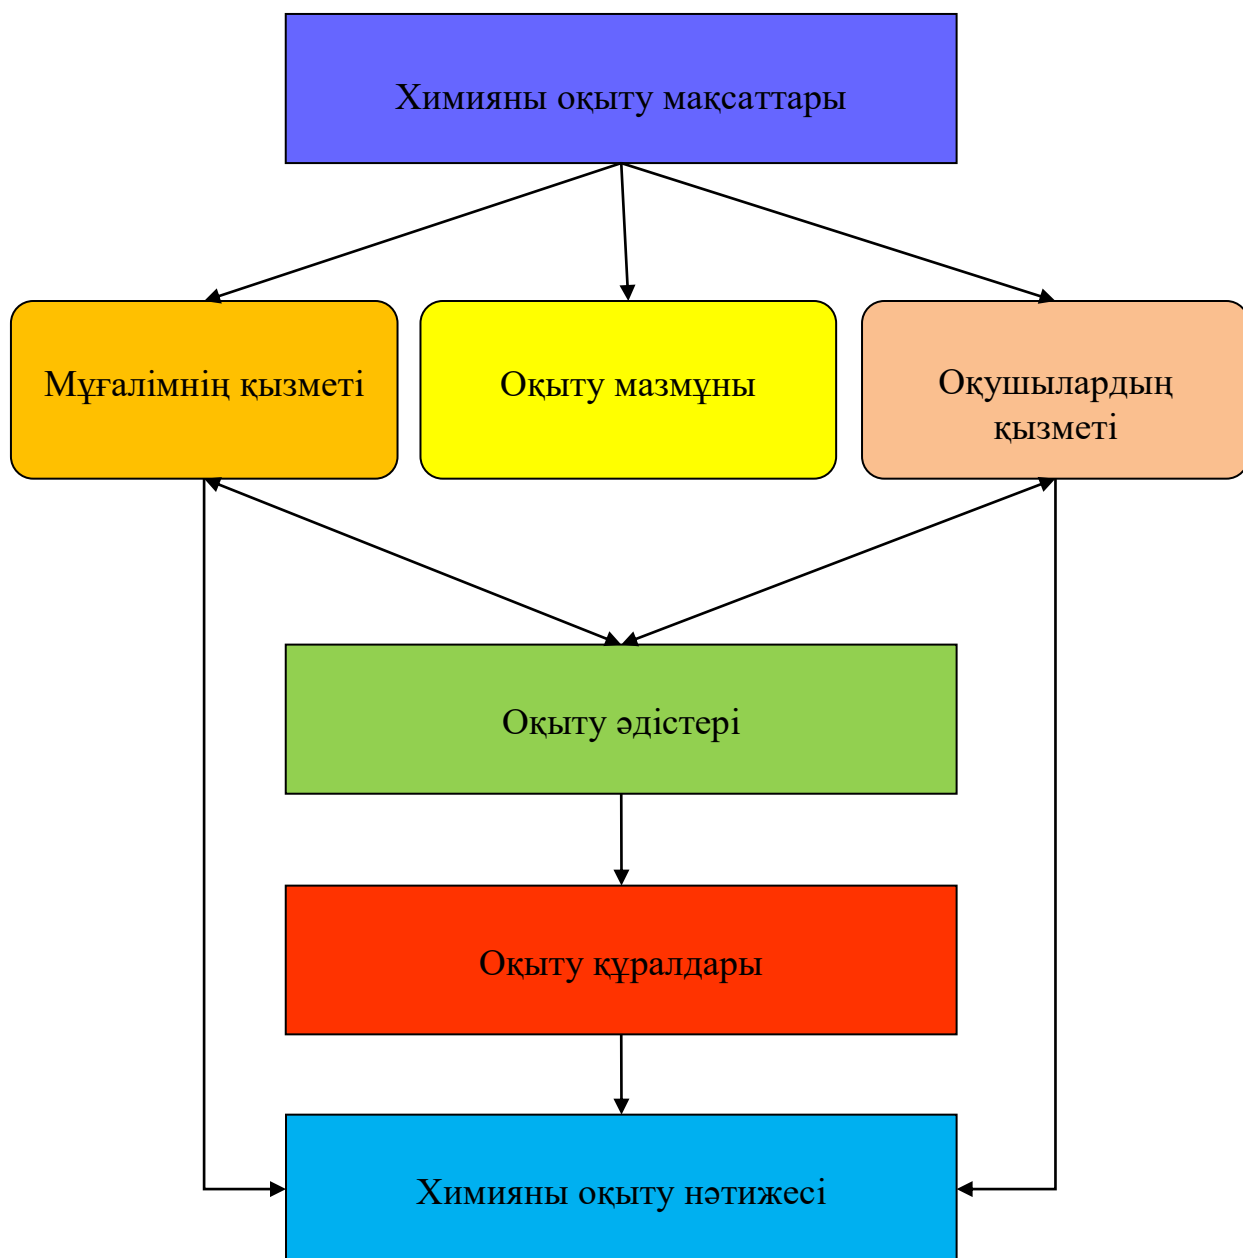 Химияны оқыту мақсаттары
Мұғалімнің қызметі
Оқыту мазмұны
Оқушылардың
қызметі
Оқыту әдістері
Оқыту құралдары
Химияны оқыту нәтижесі